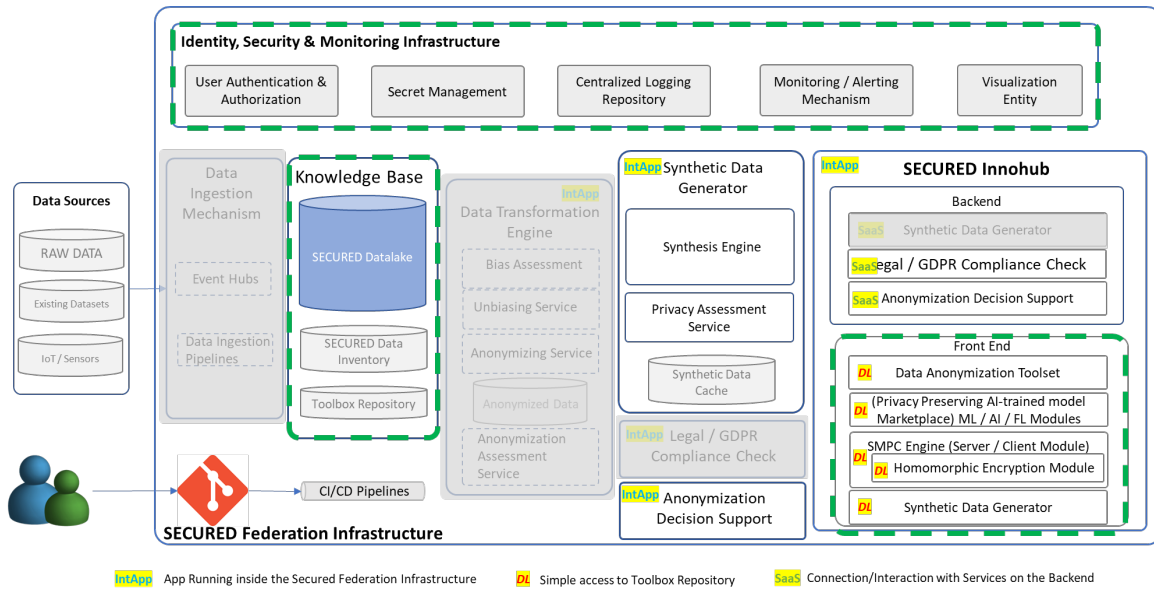 Identity, Security & Monitoring Infrastructure
User Authentication &
Authorization
Secret Management
Centralized Logging
Repository
Monitoring / Alerting
Mechanism
Visualization
Entity
Data Sources
RAW DATA
Existing Datasets
IoT / Sensors
Data
Ingestion
Mechanism
Event Hubs
Data Ingestion
Pipelines
Knowledge Base
SECURED Datalake
SECURED Data
Inventory
Toolbox Repository
IntApp
Data Transformation
Engine
Bias Assessment
Unbiasing Service
Anonymizing Service
Anonymized Data
Anonymization
Assessment
Service
IntApp Synthetic Data
Generator
Synthesis Engine
Privacy Assessment
Service
Synthetic Data
Cache
IntApp Legal / GDPR
Compliance Check
IntApp Anonymization
Decision Support
IntApp SECURED Innohub
Backend
SaaS Synthetic Data Generator
SaaS egal / GDPR Compliance Check
SaaS Anonymization Decision Support
Front End
DL Data Anonymization Toolset
DL (Privacy Preserving AI-trained model
Marketplace) ML / AI / FL Modules
SMPC Engine (Server / Client Module)
DL
DL Homomorphic Encryption Module
DL Synthetic Data Generator
CI/CD Pipelines
SECURED Federation Infrastructure
IntApp App Running inside the Secured Federation Infrastructure
DL Simple access to Toolbox Repository
SaaS Connection/Interaction with Services on the Backend